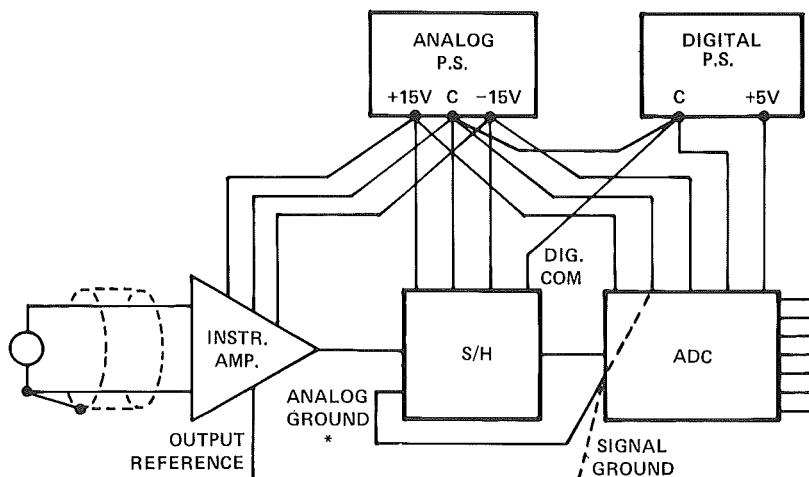 ANALOG
P.S.
+15V C -15V
DIGITAL
P.S.
C +5V
DIG.
COM
INSTR.
AMP.
S/H
ADC
ANALOG
GROUND
*
OUTPUT
REFERENCE
SIGNAL
GROUND